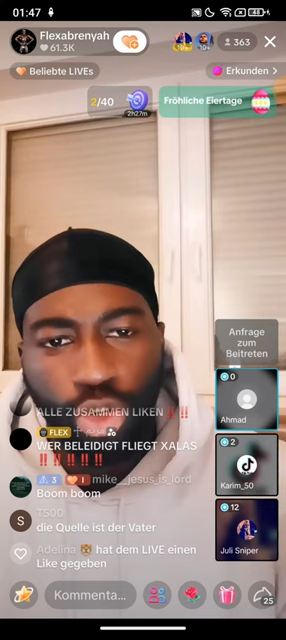 01:47
48
Flexabrenyah
61.3K
363
Beliebte LIVEs
Erkunden >
2/40
2h27m
Fröhliche Eiertage
Anfrage
zum
Beitreten
0
Ahmad
2
Karim_50
12
Juli Sniper
ALLE ZUSAMMEN LIKEN ‼️
FLEX
WER BELEIDIGT FLIEGT XALAS
‼️‼️‼️‼️‼️
3 1 mike__jesus_is_lord
Boom boom
S
T500
die Quelle ist der Vater
Adelina 🐯 hat dem LIVE einen
Like gegeben
Kommenta...
25